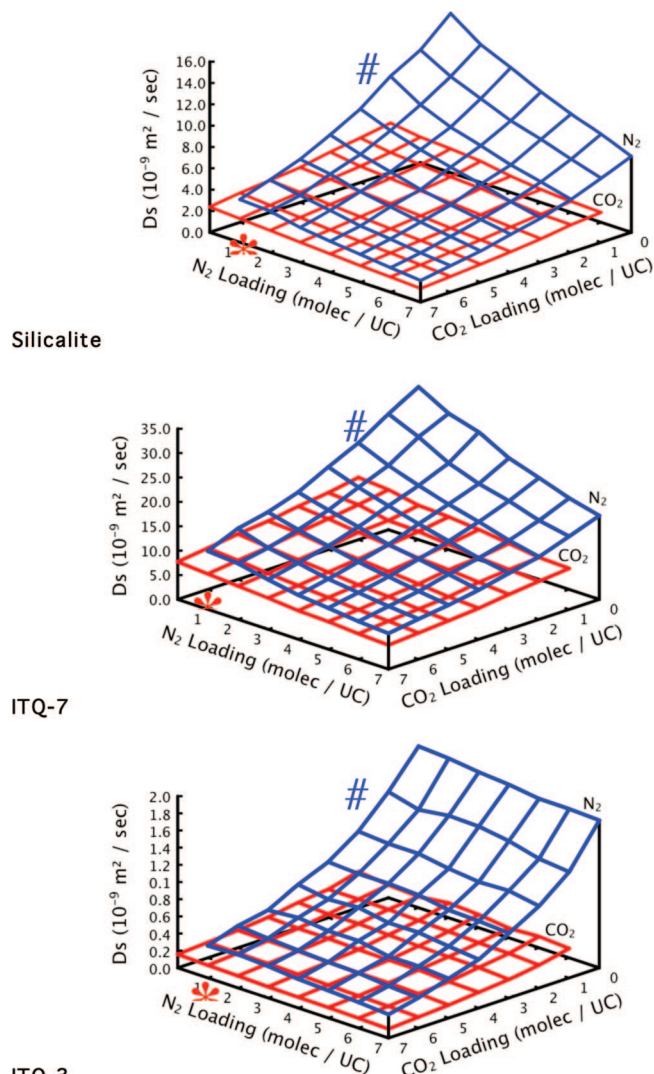 #
16.0
14.0
12.0
10.0
8.0
6.0
4.0
2.0
0.0
Ds (10⁻⁹ m² / sec)
N₂
CO₂
1 2 3 4 5 6 7
N₂ Loading (molec / UC)
7 6 5 4 3 2 1 0
CO₂ Loading (molec / UC)
*
Silicalite
#
35.0
30.0
25.0
20.0
15.0
10.0
5.0
0.0
Ds (10⁻⁹ m² / sec)
N₂
CO₂
1 2 3 4 5 6 7
N₂ Loading (molec / UC)
7 6 5 4 3 2 1 0
CO₂ Loading (molec / UC)
*
ITQ-7
#
2.0
1.8
1.6
1.4
1.2
0.1
0.8
0.6
0.4
0.2
0.0
Ds (10⁻⁹ m² / sec)
N₂
CO₂
1 2 3 4 5 6 7
N₂ Loading (molec / UC)
7 6 5 4 3 2 1 0
CO₂ Loading (molec / UC)
*
ITQ-3